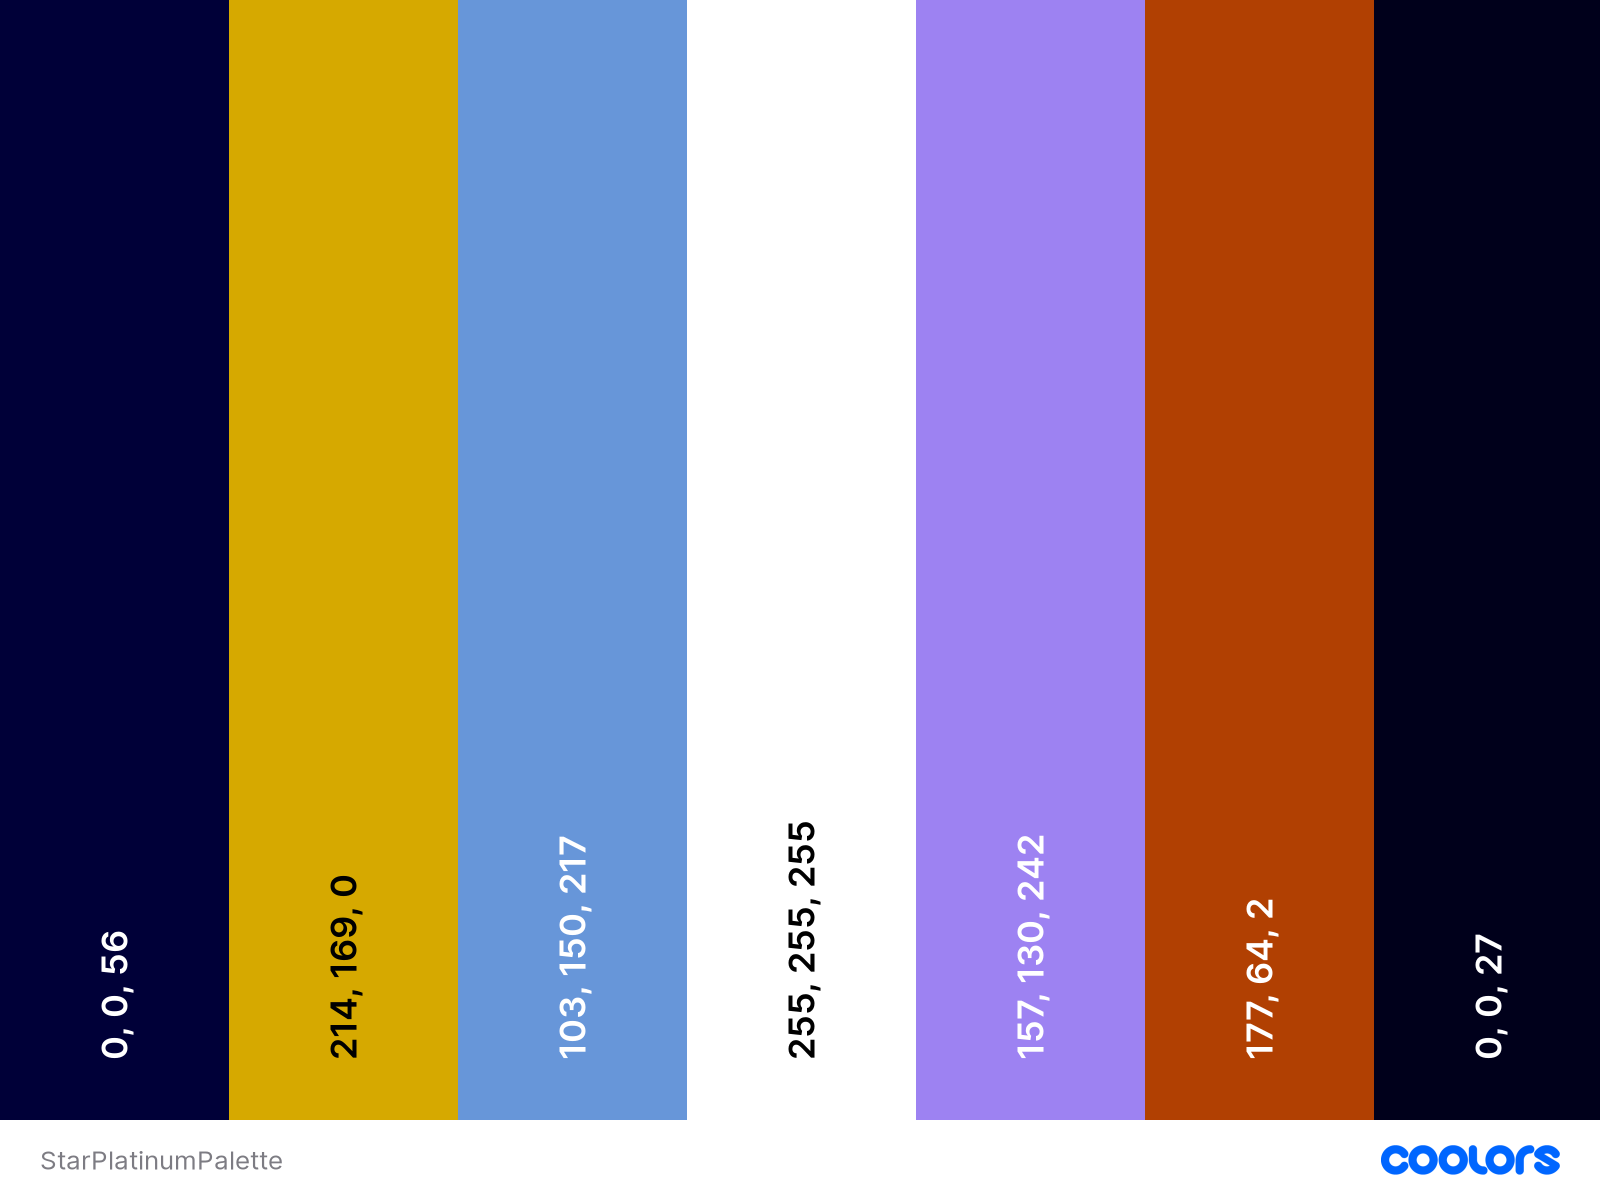 0, 0, 56
214, 169, 0
103, 150, 217
255, 255, 255
157, 130, 242
177, 64, 2
0, 0, 27
StarPlatinumPalette
coolors